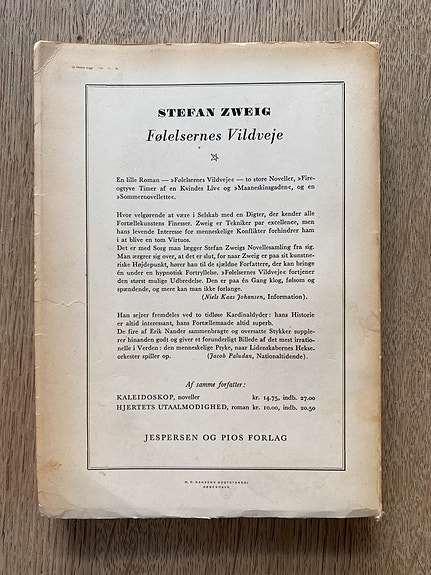 STEFAN ZWEIG
Følelsernes Vildveje
En lille Roman — »Følelsernes Vildveje« — to store Noveller, »Fire-
ogtyve Timer af en Kvindes Liv« og »Maaneskinsgaden«, og en
»Sommernovellette«.
Hvor velgørende at være i Selskab med en Digter, der kender alle
Fortællekunstens Finesser. Zweig er Tekniker par excellence, men
hans levende Interesse for menneskelige Konflikter forhindrer ham
i at blive en tom Virtuos.
Det er med Sorg man lægger Stefan Zweigs Novellesamling fra sig.
Man ærgrer sig over, at det er slut, for naar Zweig er paa sit kunstne-
riske Højdepunkt, hører han til de sjældne Forfattere, der kan bringe
én under en hypnotisk Fortryllelse. »Følelsernes Vildveje« fortjener
den størst mulige Udbredelse. Den er paa én Gang klog, følsom og
spændende, og mere kan man ikke forlange.
(Niels Kaas Johansen, Information).
Han sejrer fremdeles ved to tidløse Kardinaldyder: hans Historie
er altid interessant, hans Fortællemaade altid superb.
De fire af Erik Nander sammenbragte og oversatte Stykker supple-
rer hinanden godt og giver et forunderligt Billede af det mest irratio-
nelle i Verden: den menneskelige Psyke, naar Lidenskabernes Hekse-
orkester spiller op. (Jacob Paludan, Nationaltidende).
Af samme forfatter:
KALEIDOSKOP, noveller kr. 14.75, indb. 27.00
HJERTETS UTAALMODIGHED, roman kr. 10.00, indb. 20.50
JESPERSEN OG PIOS FORLAG
H. P. HANSENS BOGTRYKKERI
KØBENHAVN